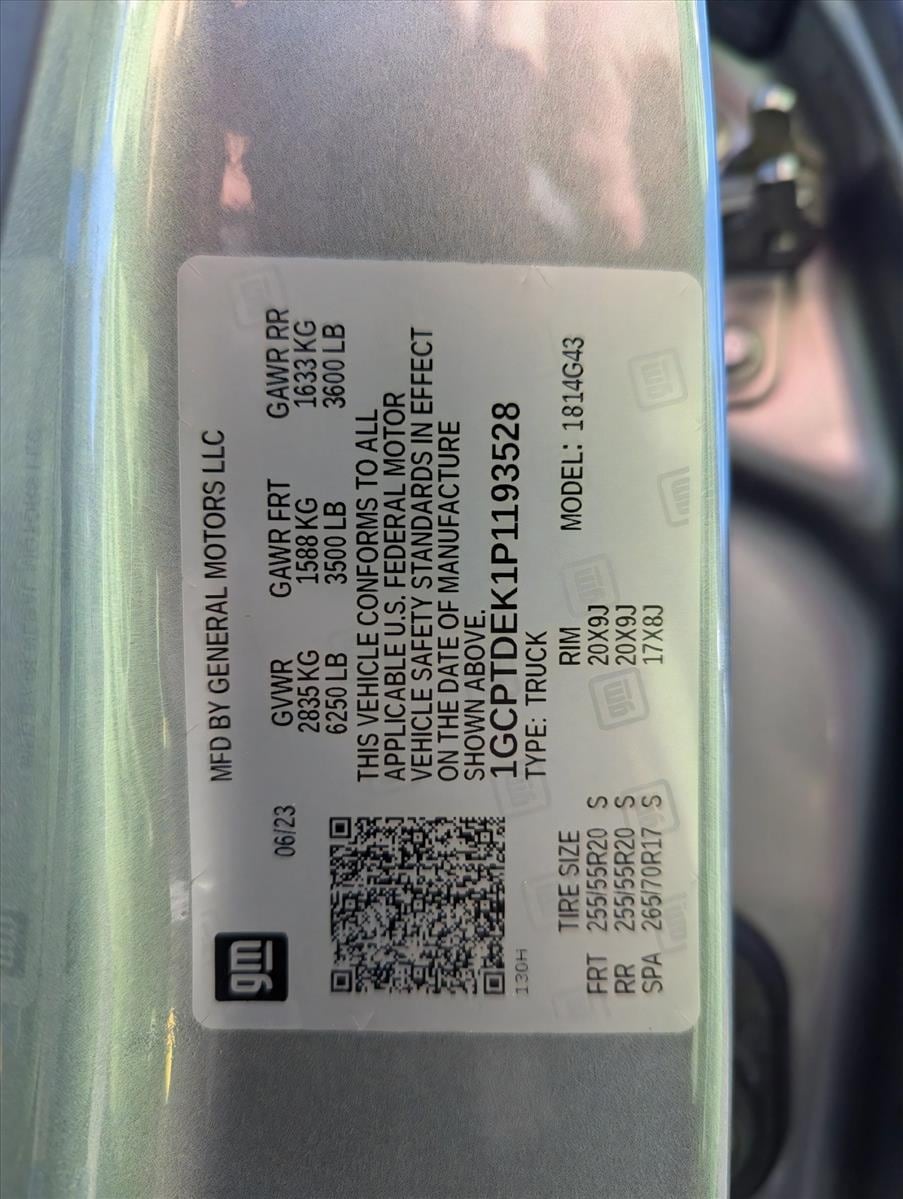 gm
MFD BY GENERAL MOTORS LLC
06/23
GVWR GAWR FRT GAWR RR
2835 KG 1588 KG 1633 KG
6250 LB 3500 LB 3600 LB
THIS VEHICLE CONFORMS TO ALL
APPLICABLE U.S. FEDERAL MOTOR
VEHICLE SAFETY STANDARDS IN EFFECT
ON THE DATE OF MANUFACTURE
SHOWN ABOVE.
1GCPTDEK1P1193528
TYPE: TRUCK
130H
TIRE SIZE RIM MODEL: 1814G43
FRT 255/55R20 S 20X9J
RR 255/55R20 S 20X9J
SPA 265/70R17 S 17X8J